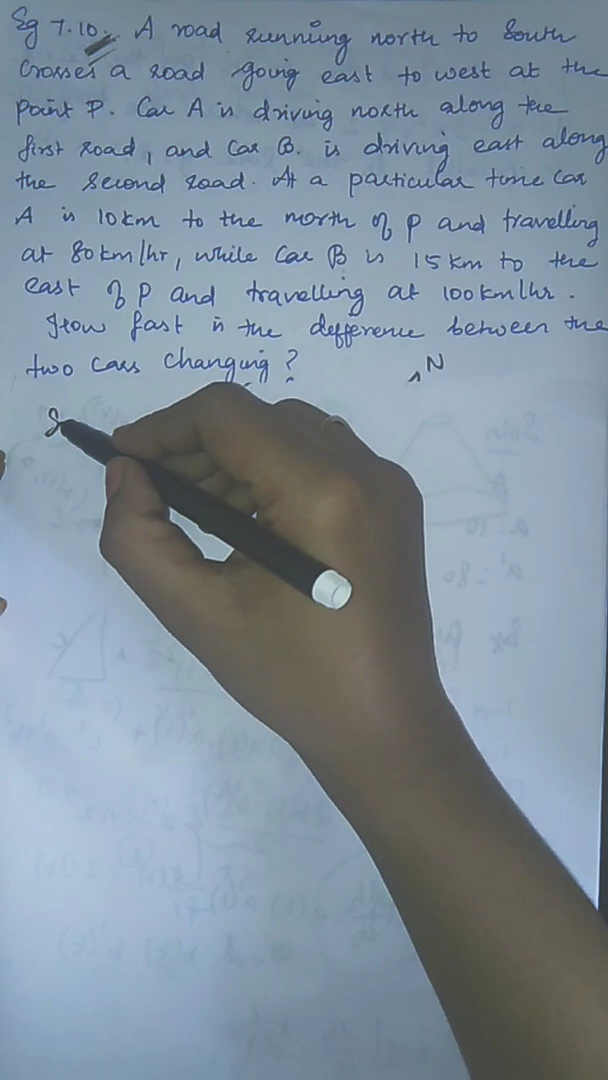 Eg 7.10. A road running north to South
crosses a road going east to west at the
point P. Car A is driving north along the
first road, and Car B. is driving east along
the second road. At a particular time car
A is 10km to the north of P and travelling
at 80km/hr, while Car B is 15km to the
east of P and travelling at 100km/hr.
How fast is the difference between the
two cars changing?
N